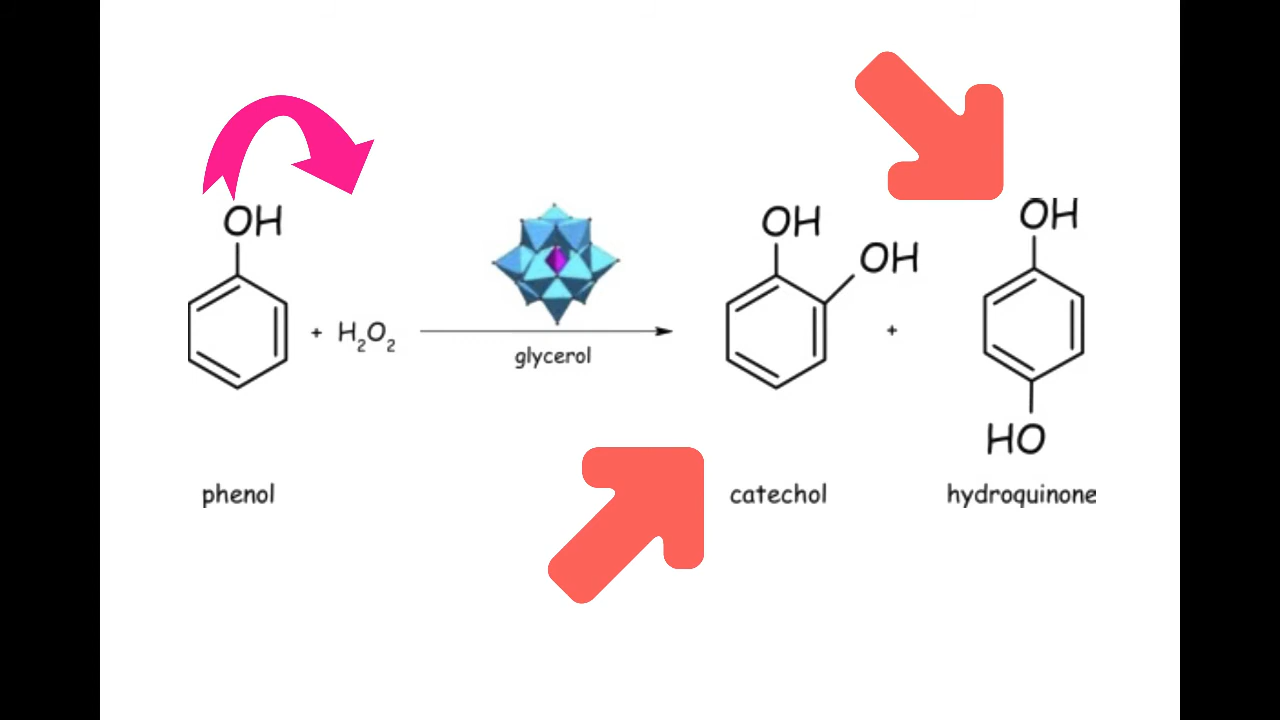 OH
+ H₂O₂
glycerol
OH
OH
+
OH
HO
phenol
catechol
hydroquinone